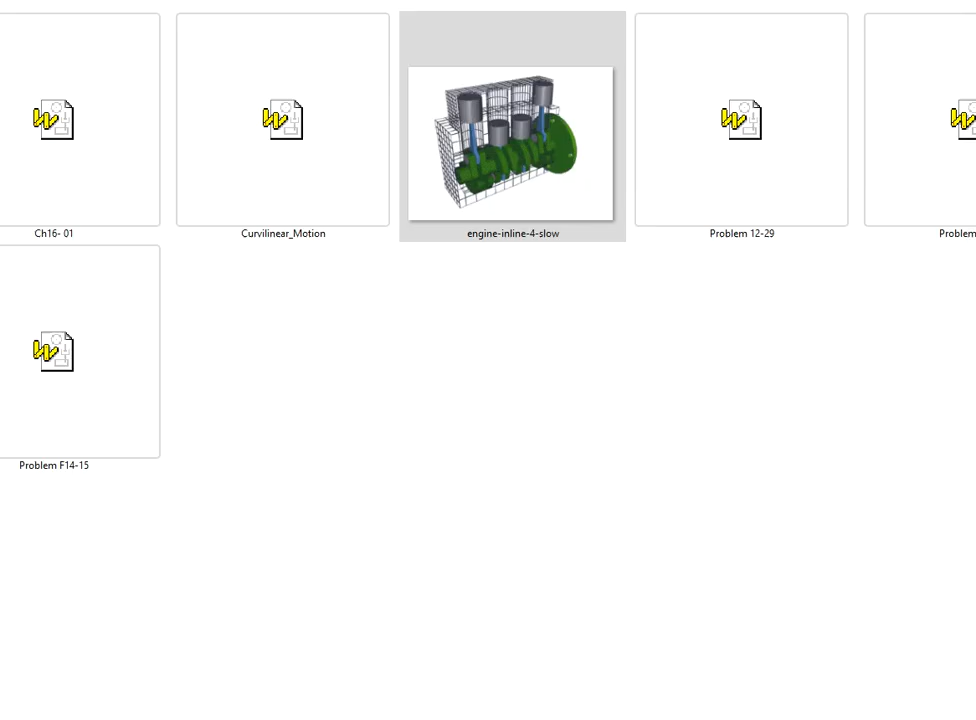 Ch16- 01
Curvilinear_Motion
engine-inline-4-slow
Problem 12-29
Problem
Problem F14-15